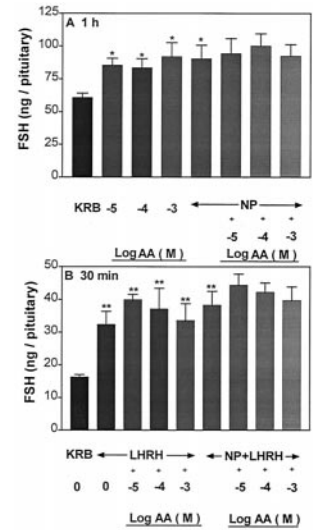 A 1 h
FSH (ng / pituitary)
125
100
75
50
25
0
* * * *
KRB -5 -4 -3 NP
+ + +
-5 -4 -3
Log AA ( M ) Log AA ( M )
B 30 min
FSH (ng / pituitary)
50
40
30
20
10
0
** ** ** ** **
KRB LHRH NP+LHRH
+ + + + + +
0 0 -5 -4 -3 0 -5 -4 -3
Log AA ( M ) Log AA ( M )